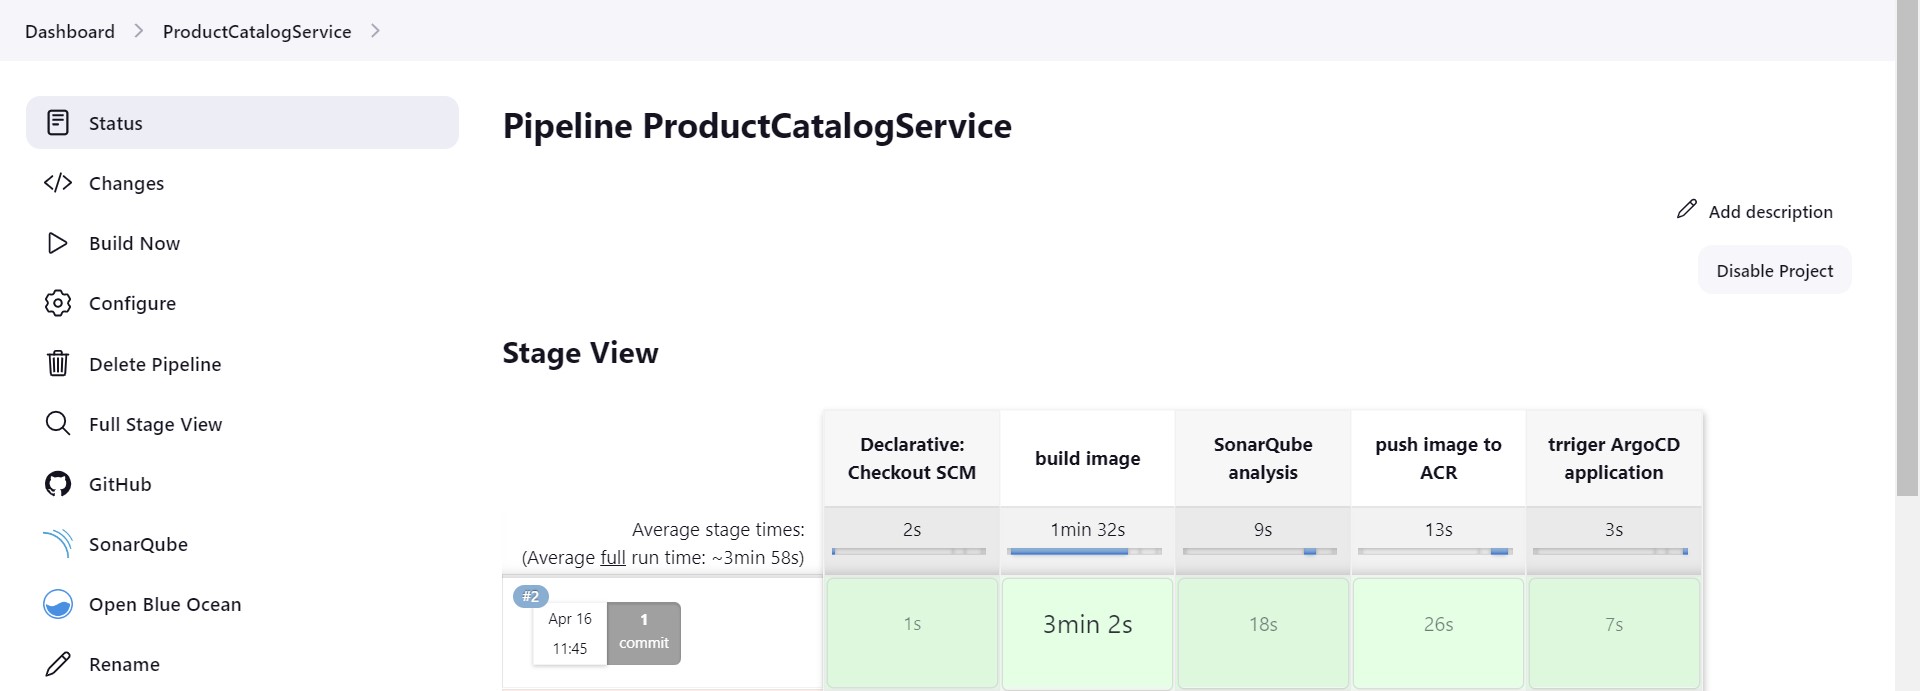 Dashboard
ProductCatalogService
Status
Changes
Build Now
Configure
Delete Pipeline
Full Stage View
GitHub
SonarQube
Open Blue Ocean
Rename
Pipeline ProductCatalogService
Add description
Disable Project
Stage View
Declarative:
Checkout SCM
build image
SonarQube
analysis
push image to
ACR
trriger ArgoCD
application
Average stage times:
(Average full run time: ~3min 58s)
2s
1min 32s
9s
13s
3s
#2
Apr 16
11:45
1
commit
1s
3min 2s
18s
26s
7s